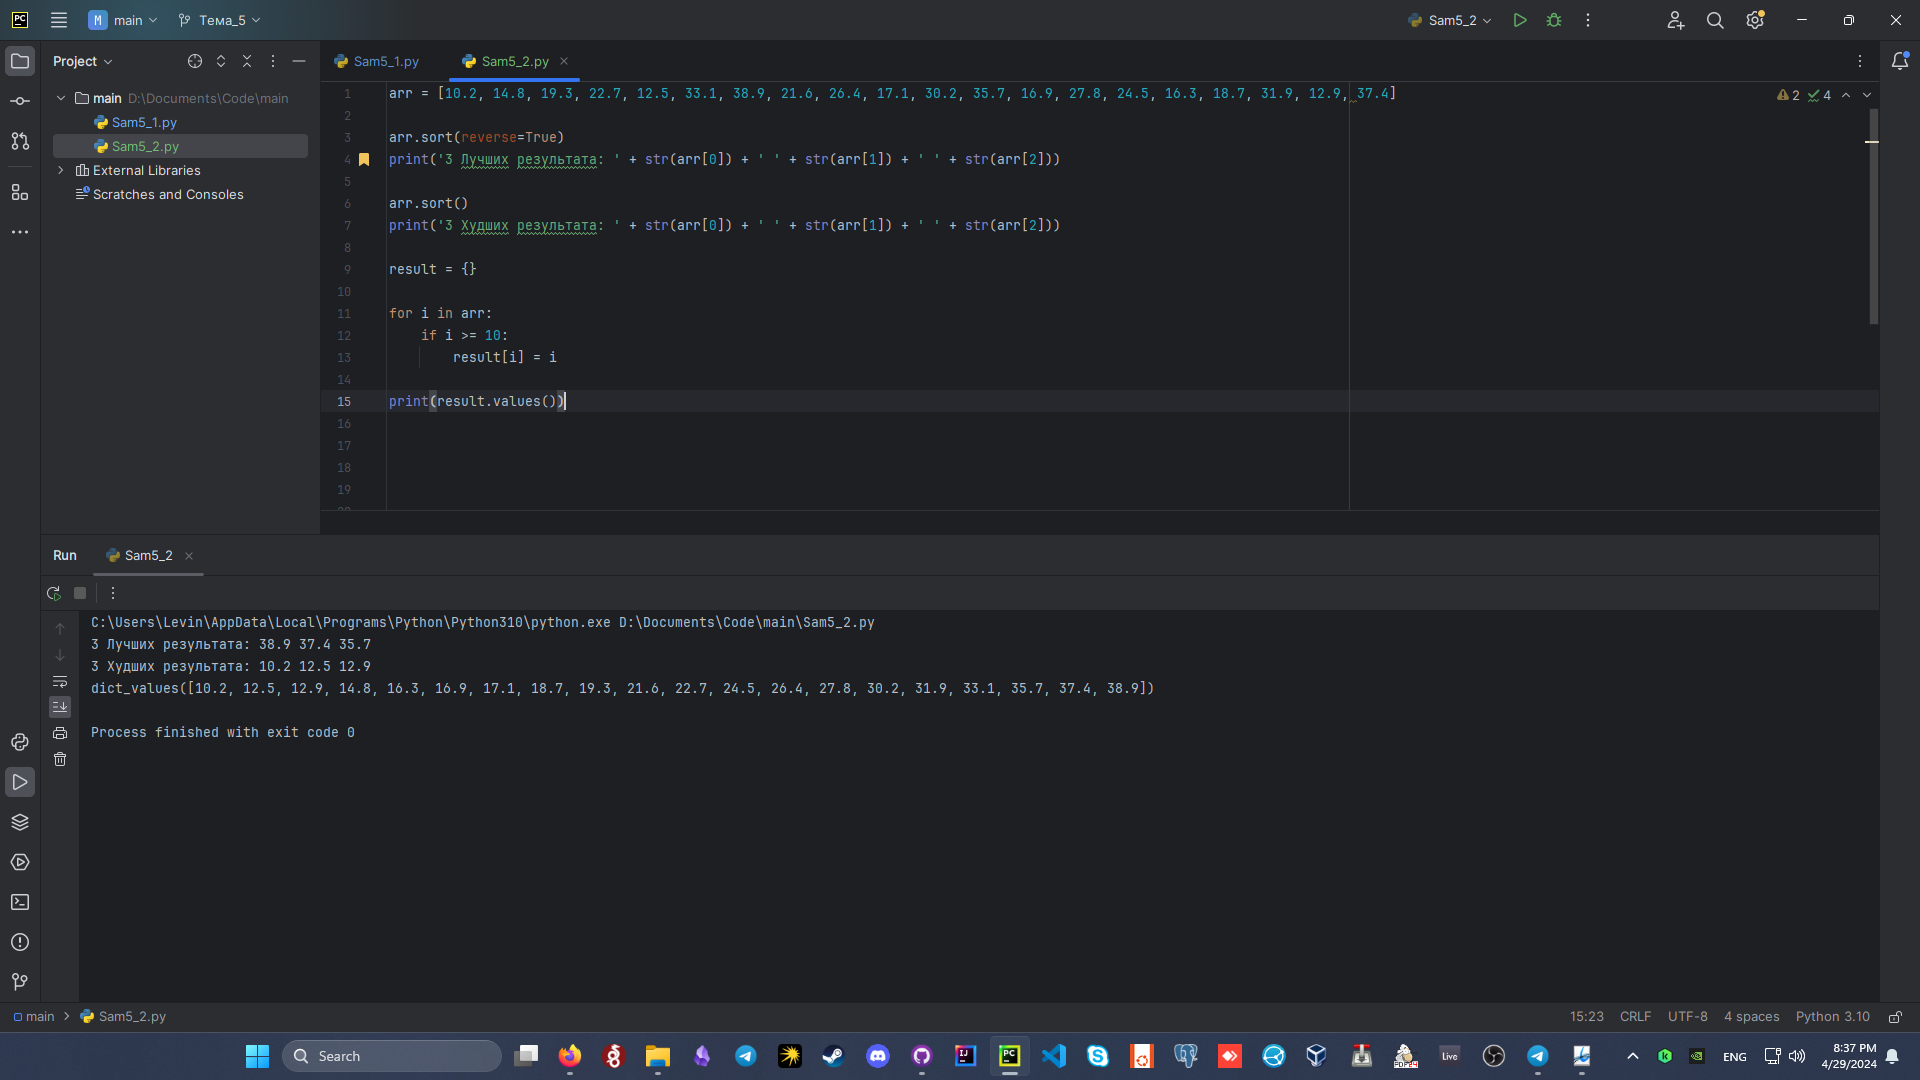 PC M main Тема_5 Sam5_2
Project Sam5_1.py Sam5_2.py
main D:\Documents\Code\main
Sam5_1.py
Sam5_2.py
External Libraries
Scratches and Consoles
2 4
1 arr = [10.2, 14.8, 19.3, 22.7, 12.5, 33.1, 38.9, 21.6, 26.4, 17.1, 30.2, 35.7, 16.9, 27.8, 24.5, 16.3, 18.7, 31.9, 12.9, 37.4]
2
3 arr.sort(reverse=True)
4 print('3 Лучших результата: ' + str(arr[0]) + ' ' + str(arr[1]) + ' ' + str(arr[2]))
5
6 arr.sort()
7 print('3 Худших результата: ' + str(arr[0]) + ' ' + str(arr[1]) + ' ' + str(arr[2]))
8
9 result = {}
10
11 for i in arr:
12 if i >= 10:
13 result[i] = i
14
15 print(result.values())
16
17
18
19
Run Sam5_2
C:\Users\Levin\AppData\Local\Programs\Python\Python310\python.exe D:\Documents\Code\main\Sam5_2.py
3 Лучших результата: 38.9 37.4 35.7
3 Худших результата: 10.2 12.5 12.9
dict_values([10.2, 12.5, 12.9, 14.8, 16.3, 16.9, 17.1, 18.7, 19.3, 21.6, 22.7, 24.5, 26.4, 27.8, 30.2, 31.9, 33.1, 35.7, 37.4, 38.9])
Process finished with exit code 0
main Sam5_2.py 15:23 CRLF UTF-8 4 spaces Python 3.10
Search IJ PC Live ENG 8:37 PM
4/29/2024